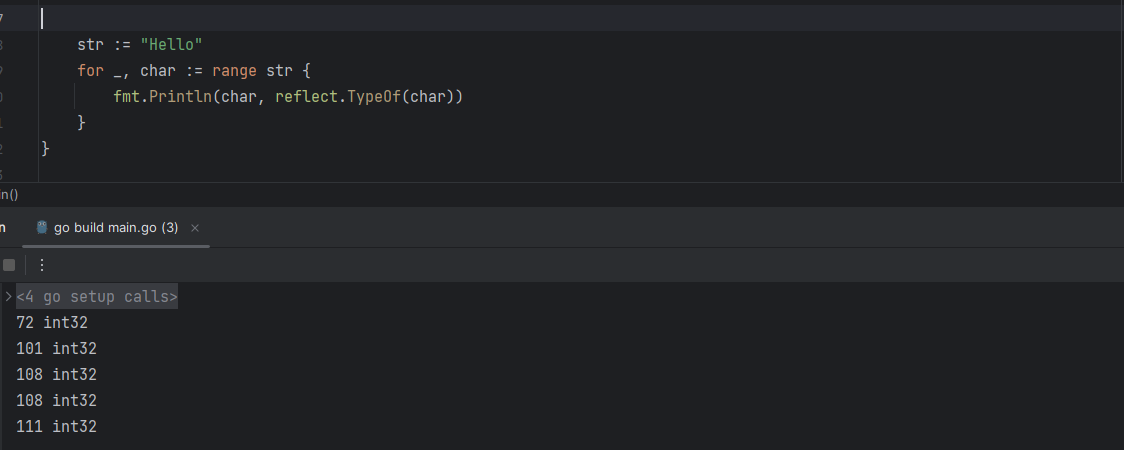 7
8 str := "Hello"
9 for _, char := range str {
0 fmt.Println(char, reflect.TypeOf(char))
1 }
2 }
3
in()
n go build main.go (3) ×
<4 go setup calls>
72 int32
101 int32
108 int32
108 int32
111 int32